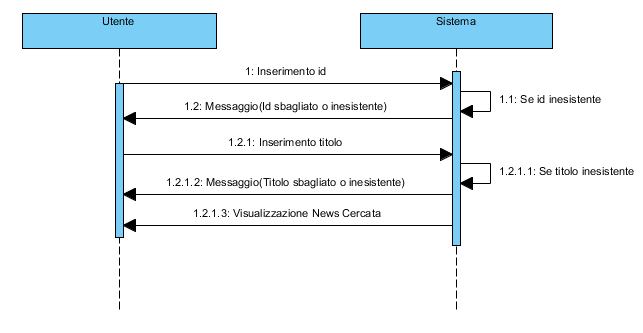 Utente
Sistema
1: Inserimento id
1.1: Se id inesistente
1.2: Messaggio(Id sbagliato o inesistente)
1.2.1: Inserimento titolo
1.2.1.1: Se titolo inesistente
1.2.1.2: Messaggio(Titolo sbagliato o inesistente)
1.2.1.3: Visualizzazione News Cercata